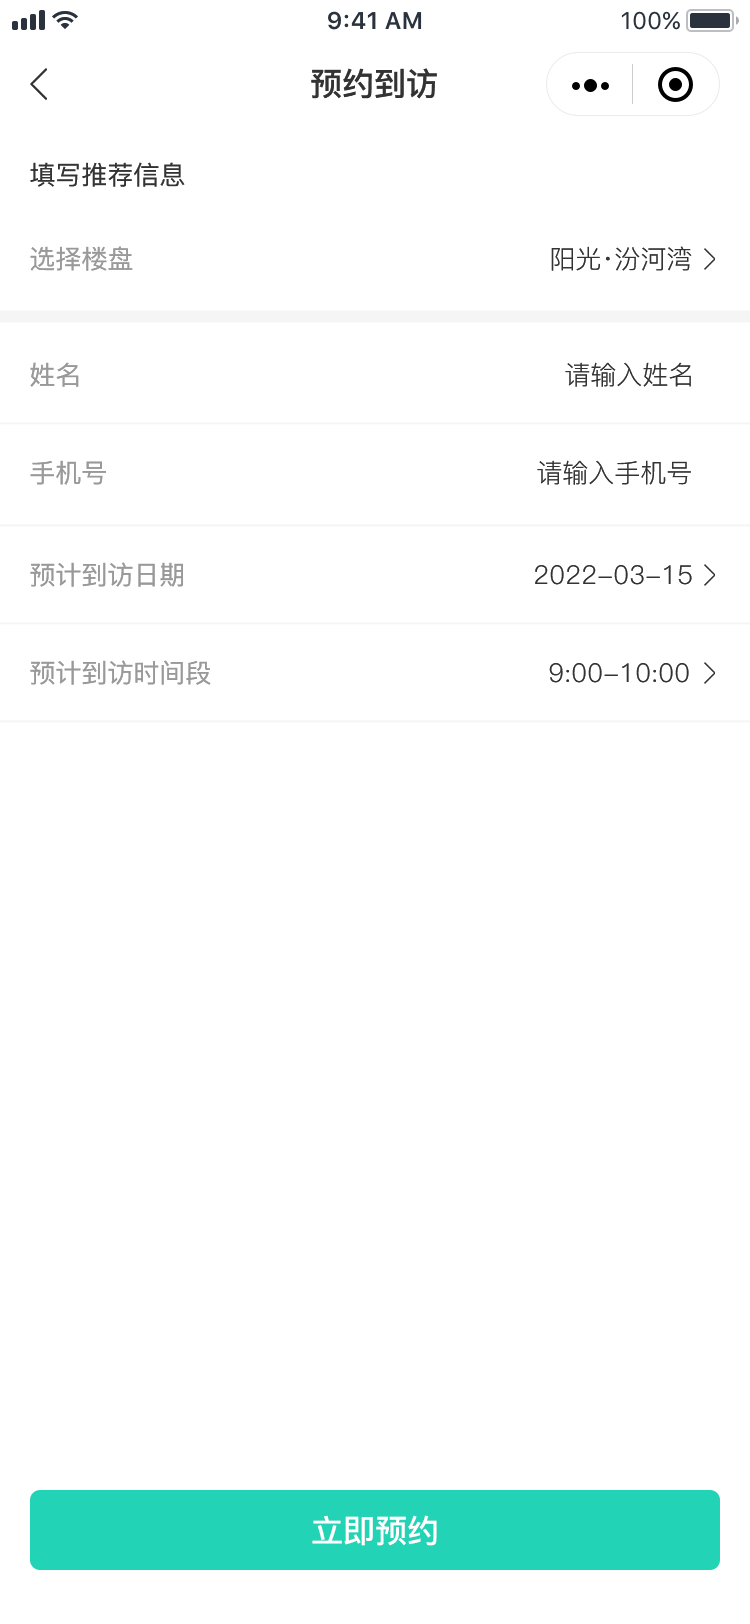 9:41 AM
100%
预约到访
填写推荐信息
选择楼盘
阳光·汾河湾
姓名
请输入姓名
手机号
请输入手机号
预计到访日期
2022-03-15
预计到访时间段
9:00-10:00
立即预约